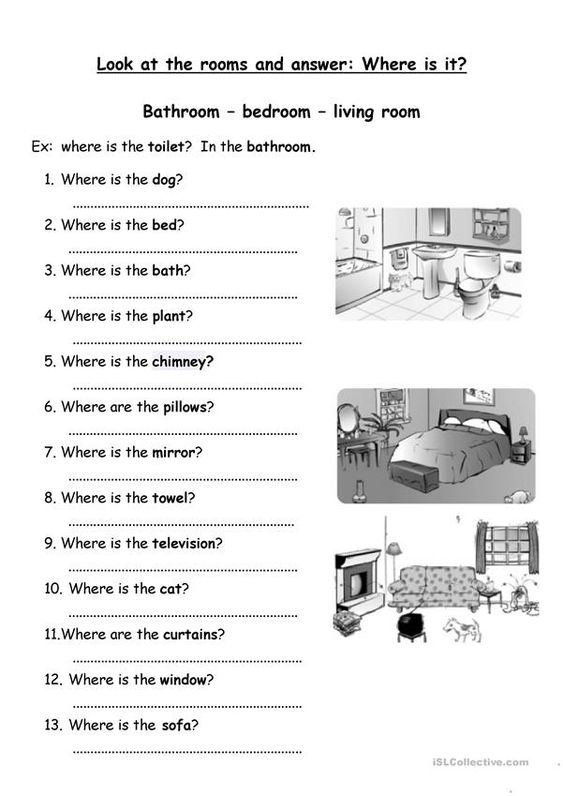 Look at the rooms and answer: Where is it?
Bathroom – bedroom – living room
Ex: where is the toilet? In the bathroom.
1. Where is the dog?
................................................................
2. Where is the bed?
................................................................
3. Where is the bath?
................................................................
4. Where is the plant?
................................................................
5. Where is the chimney?
................................................................
6. Where are the pillows?
................................................................
7. Where is the mirror?
................................................................
8. Where is the towel?
................................................................
9. Where is the television?
................................................................
10. Where is the cat?
................................................................
11.Where are the curtains?
................................................................
12. Where is the window?
................................................................
13. Where is the sofa?
................................................................
iSLCollective.com